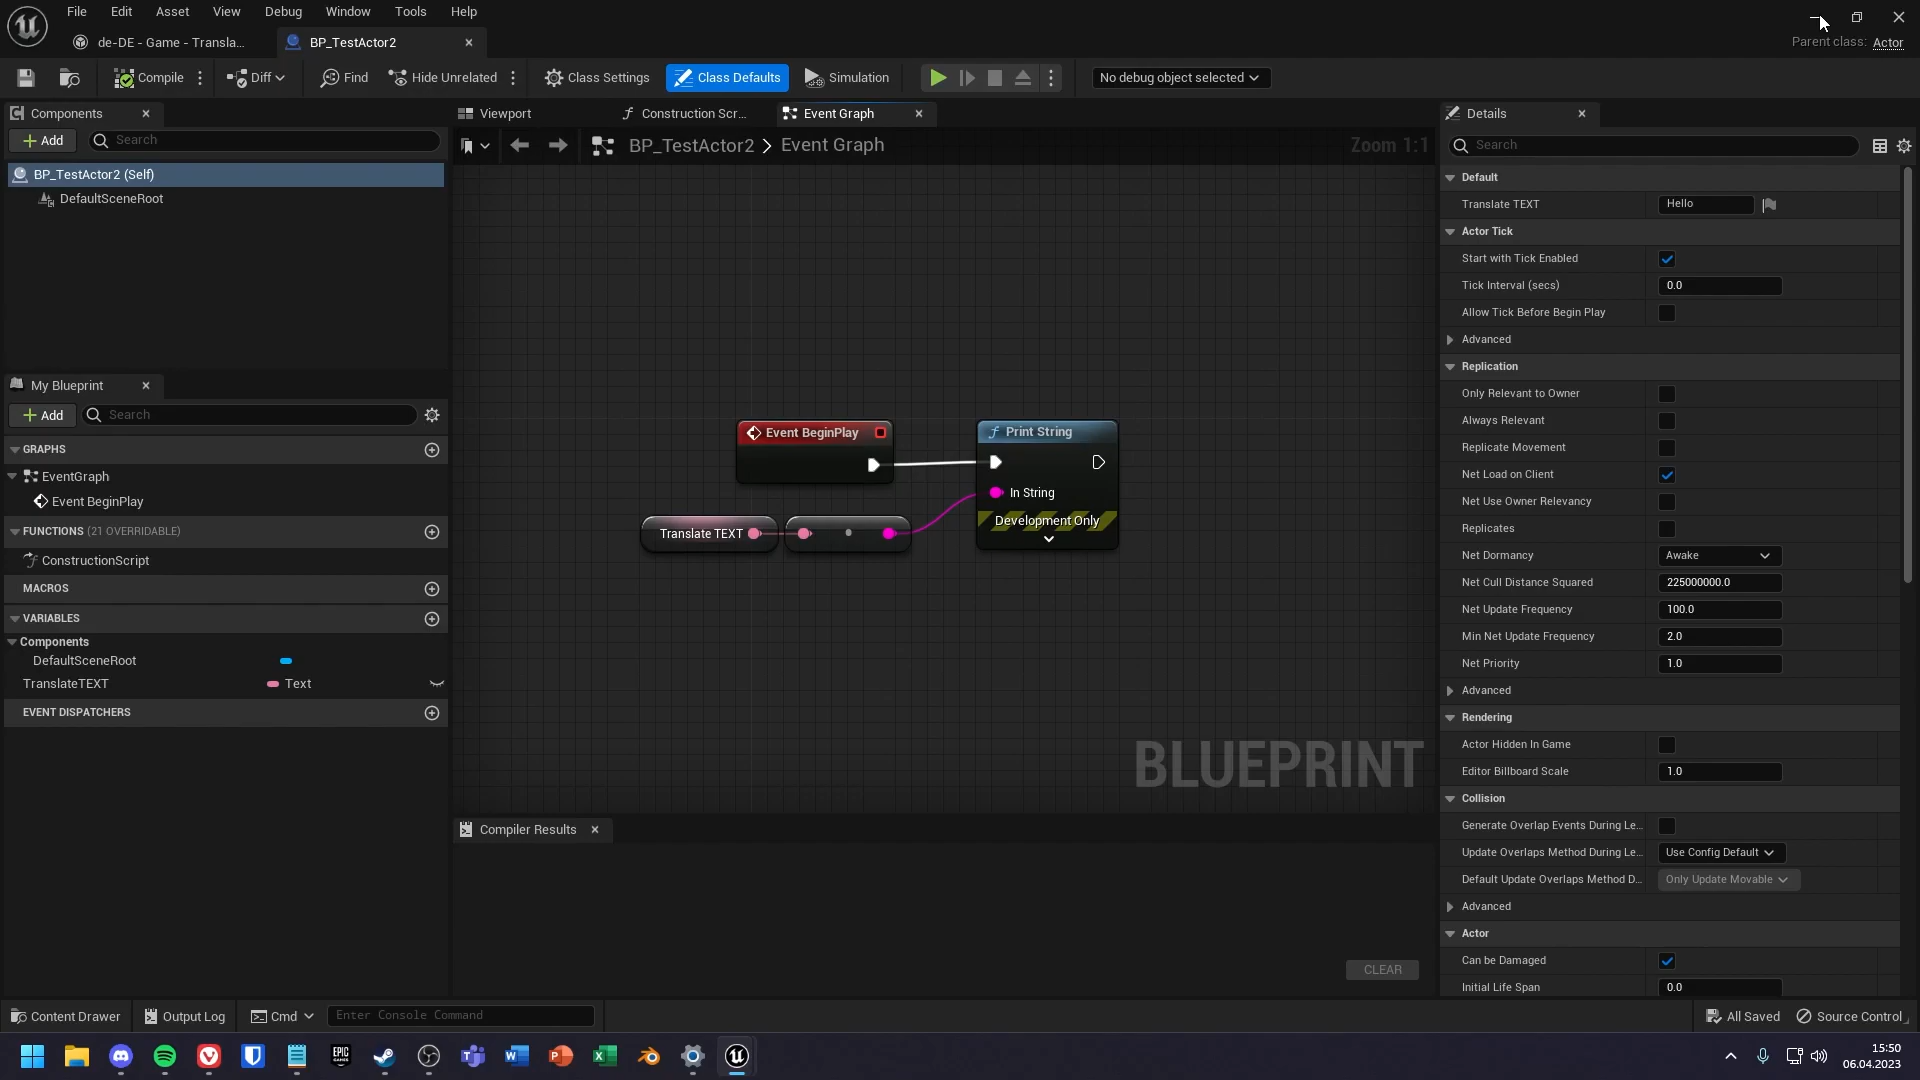 File Edit Asset View Debug Window Tools Help
de-DE - Game - Transla...
BP_TestActor2
Parent class: Actor
Compile
Diff
Find
Hide Unrelated
Class Settings
Class Defaults
Simulation
No debug object selected
Components
Add
Search
BP_TestActor2 (Self)
DefaultSceneRoot
My Blueprint
Add
Search
GRAPHS
EventGraph
Event BeginPlay
FUNCTIONS (21 OVERRIDABLE)
ConstructionScript
MACROS
VARIABLES
Components
DefaultSceneRoot
TranslateTEXT Text
EVENT DISPATCHERS
Viewport
Construction Scr...
Event Graph
BP_TestActor2 > Event Graph
Zoom 1:1
Event BeginPlay
Print String
In String
Development Only
Translate TEXT
BLUEPRINT
Compiler Results
CLEAR
Details
Search
Default
Translate TEXT Hello
Actor Tick
Start with Tick Enabled
Tick Interval (secs) 0.0
Allow Tick Before Begin Play
Advanced
Replication
Only Relevant to Owner
Always Relevant
Replicate Movement
Net Load on Client
Net Use Owner Relevancy
Replicates
Net Dormancy Awake
Net Cull Distance Squared 225000000.0
Net Update Frequency 100.0
Min Net Update Frequency 2.0
Net Priority 1.0
Advanced
Rendering
Actor Hidden In Game
Editor Billboard Scale 1.0
Collision
Generate Overlap Events During Le...
Update Overlaps Method During Le... Use Config Default
Default Update Overlaps Method D... Only Update Movable
Advanced
Actor
Can be Damaged
Initial Life Span 0.0
Content Drawer
Output Log
Cmd
Enter Console Command
All Saved
Source Control
EPIC GAMES
15:50
06.04.2023